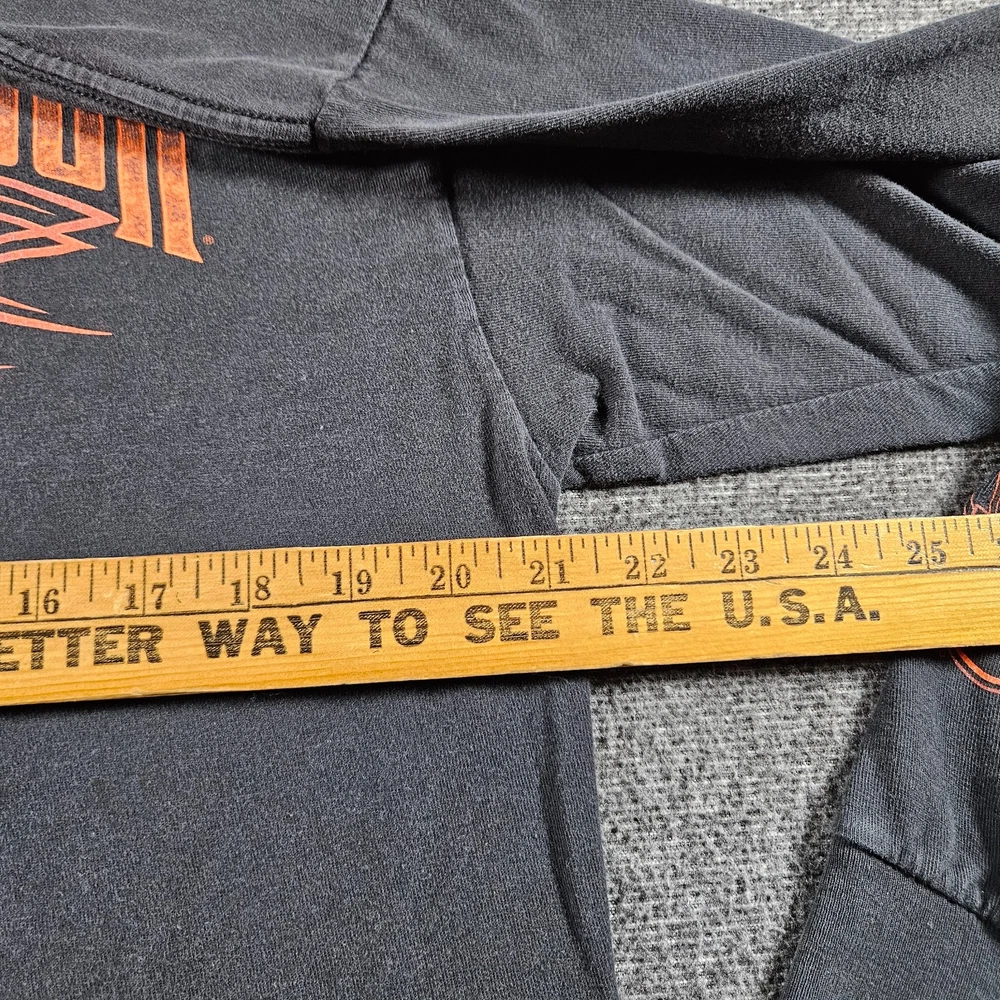 ®
16 17 18 19 20 21 22 23 24 25
ETTER WAY TO SEE THE U.S.A.